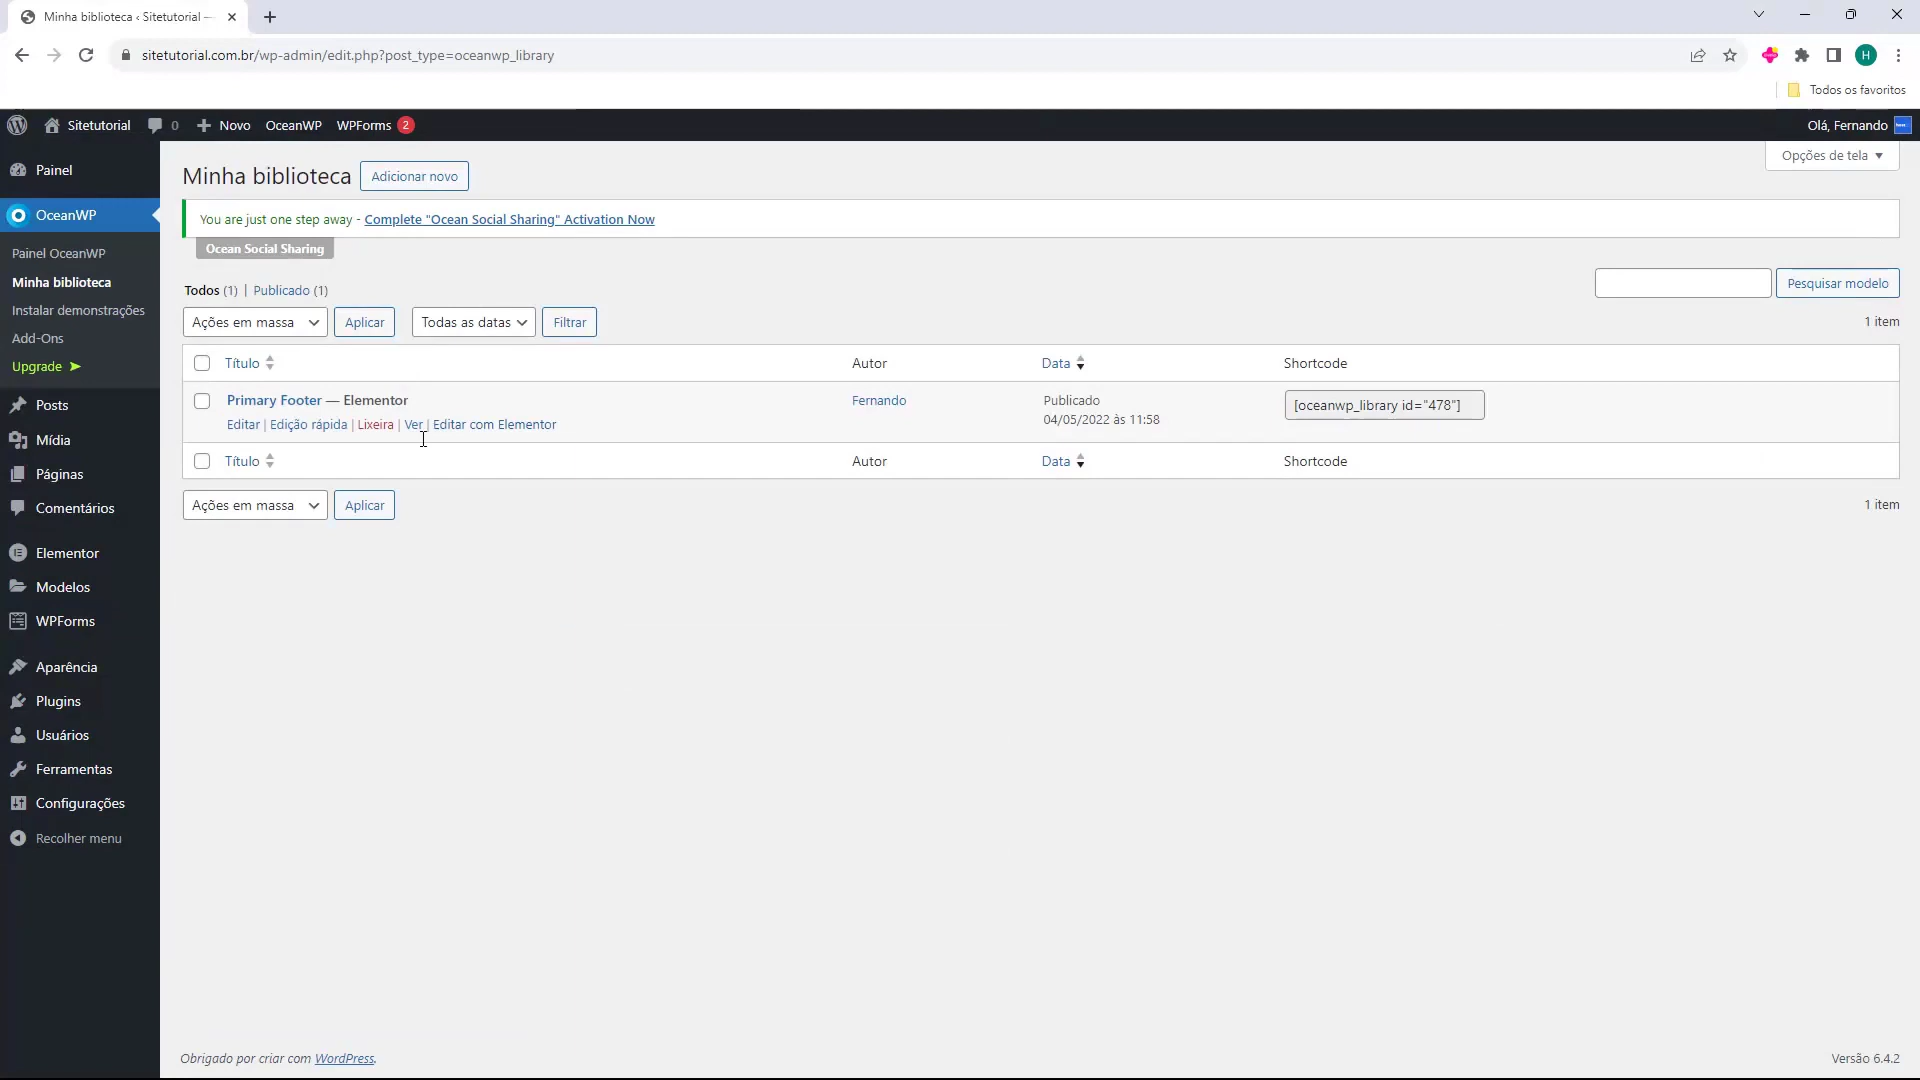 Minha biblioteca ‹ Sitetutorial —
sitetutorial.com.br/wp-admin/edit.php?post_type=oceanwp_library
H
Todos os favoritos
Sitetutorial 0 Novo OceanWP WPForms 2
Olá, Fernando
Painel
OceanWP
Painel OceanWP
Minha biblioteca
Instalar demonstrações
Add-Ons
Upgrade ➤
Posts
Mídia
Páginas
Comentários
Elementor
Modelos
WPForms
Aparência
Plugins
Usuários
Ferramentas
Configurações
Recolher menu
Opções de tela ▼
Minha biblioteca Adicionar novo
You are just one step away - Complete "Ocean Social Sharing" Activation Now
Ocean Social Sharing
Todos (1) | Publicado (1)
Pesquisar modelo
Ações em massa Aplicar Todas as datas Filtrar
1 item
Título Autor Data Shortcode
Primary Footer — Elementor Fernando Publicado [oceanwp_library id="478"]
04/05/2022 às 11:58
Editar | Edição rápida | Lixeira | Ver | Editar com Elementor
Título Autor Data Shortcode
Ações em massa Aplicar
1 item
Obrigado por criar com WordPress.
Versão 6.4.2